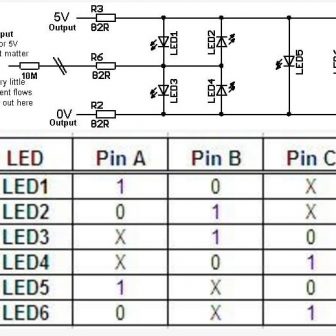 R3
5V
Output
82R
put
or 5V
t matter
10M
R6
82R
LED1
LED2
LED3
LED4
LED5
ry little
ent flows
out here
R2
0V
Output
82R
LED Pin A Pin B Pin C
LED1 1 0 X
LED2 0 1 X
LED3 X 1 0
LED4 X 0 1
LED5 1 X 0
LED6 0 X 1